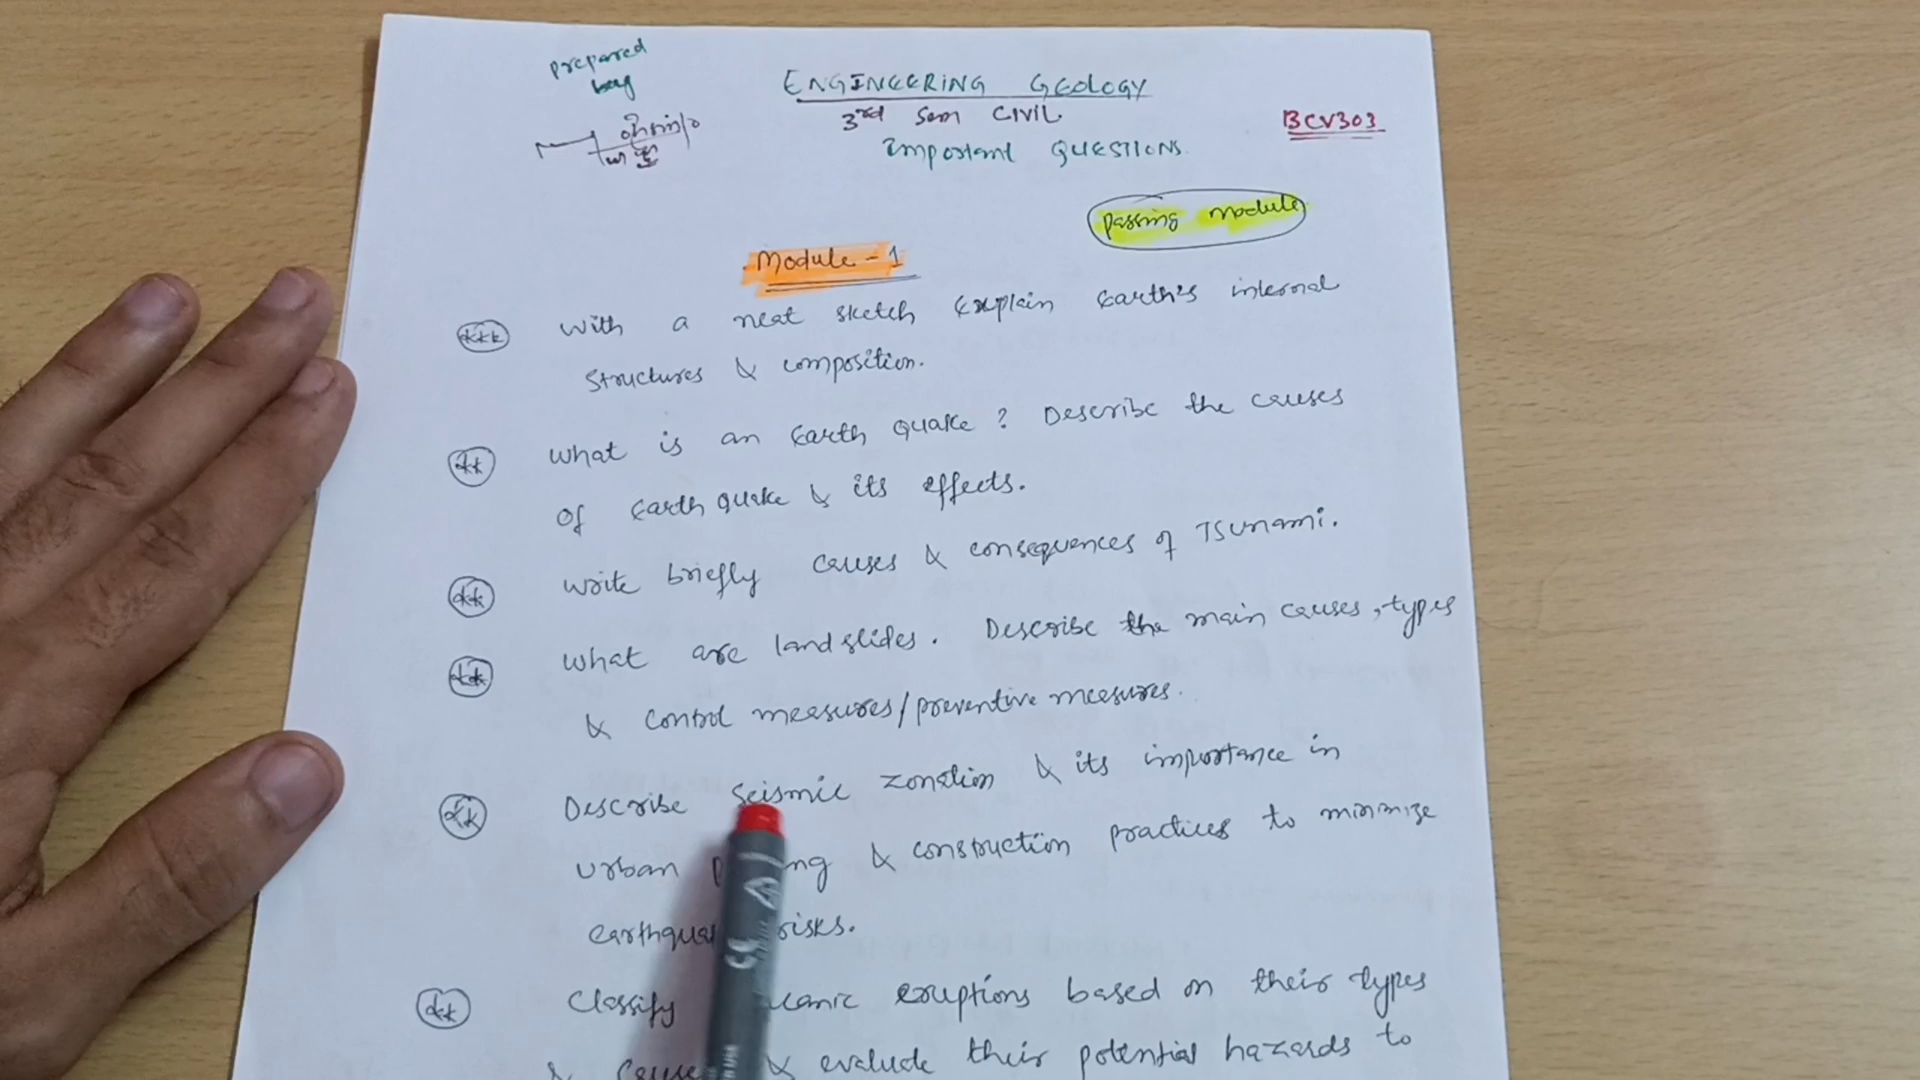 prepared
by
ENGINEERING GEOLOGY
3rd Sem CIVIL
BCV303
Important QUESTIONS.
passing module
Module - 1
*** With a neat sketch Explain Earth's internal
structures & composition.
** What is an Earth Quake? Describe the causes
of Earth quake & its effects.
** Write briefly causes & consequences of Tsunami.
** What are landslides. Describe the main causes, types
& control measures/preventive measures.
** Describe seismic zonation & its importance in
urban & construction practices to minimize
risks.
** Classify eruptions based on their types
& & evaluate their potential hazards to